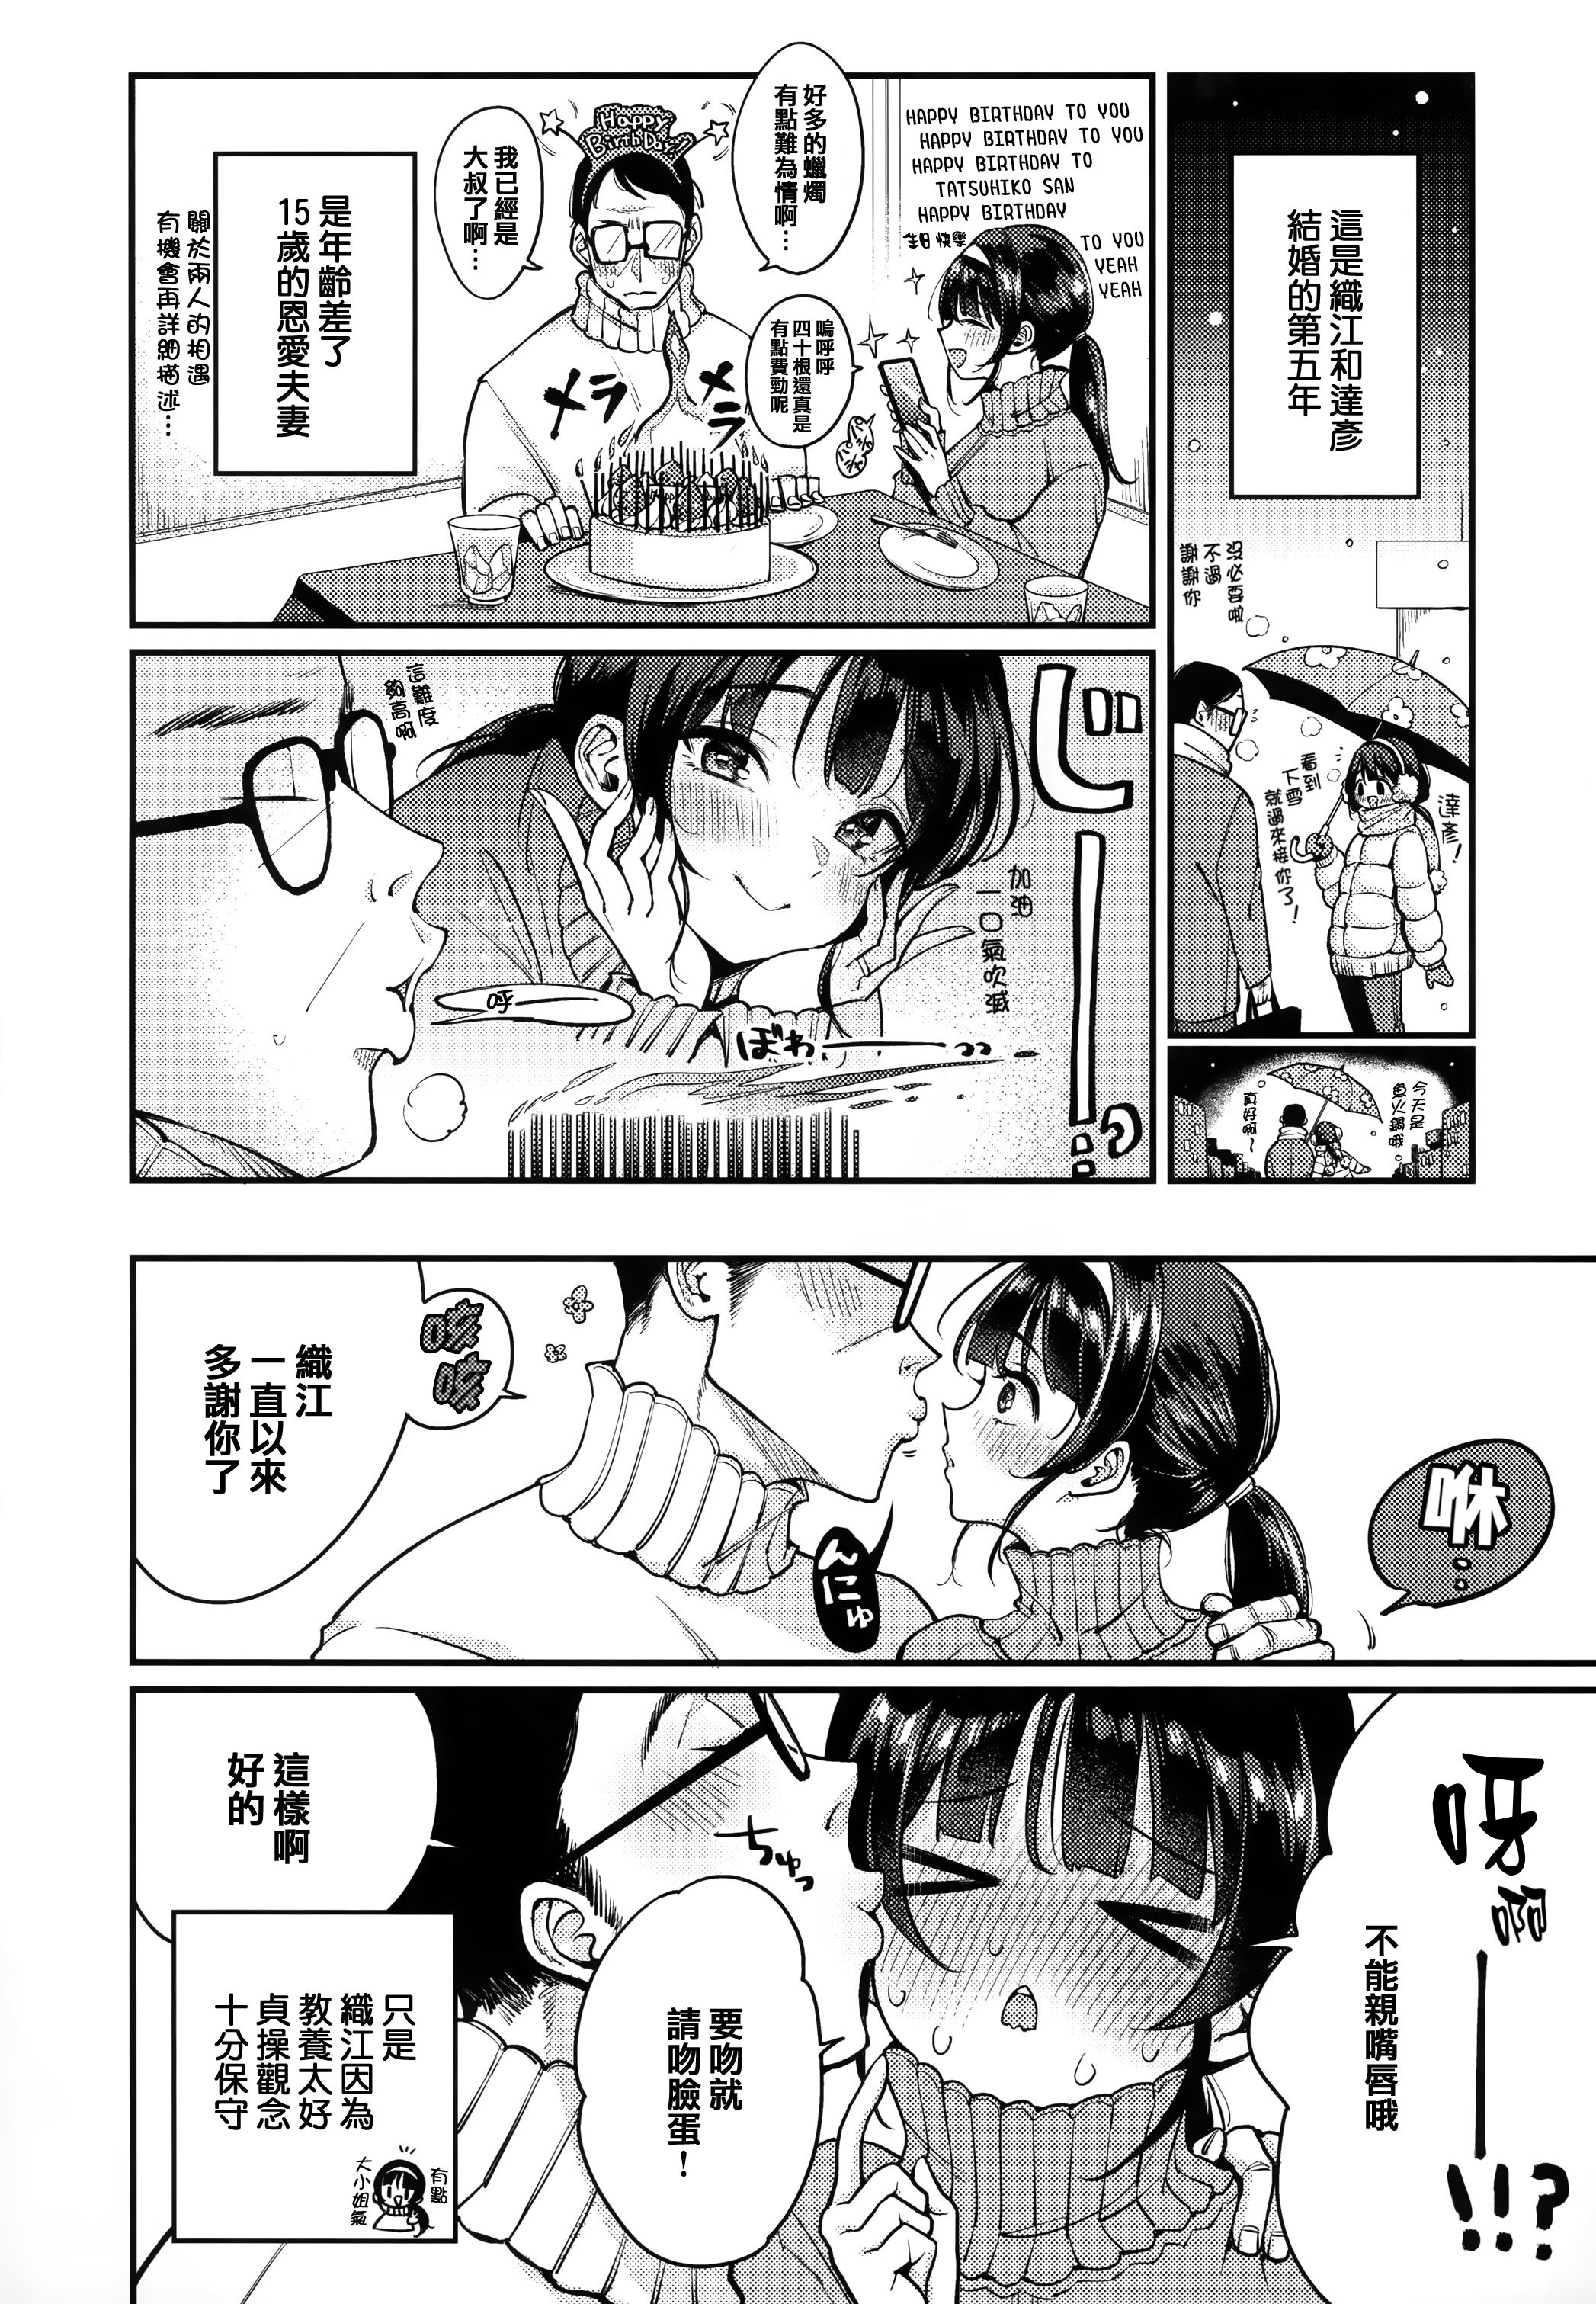 這是織江和達彥
結婚的第五年
沒必要啦
不過
謝謝你
達彥！
看到
下雪
就過來接你了！
今天是
魚火鍋哦
真好啊～
HAPPY BIRTHDAY TO YOU
HAPPY BIRTHDAY TO YOU
HAPPY BIRTHDAY TO
TATSUHIKO SAN
HAPPY BIRTHDAY
TO YOU
YEAH
YEAH
生日快樂
好多的蠟燭
有點難為情啊…
Happy
BirthDay!
我已經是
大叔了啊…
嗚呼呼
四十根還真是
有點費勁呢
メラメラ
是年齡差了
15歲的恩愛夫妻
關於兩人的相遇
有機會再詳細描述…
じーっ…
加油
一口氣吹滅
這難度
夠高啊
呼——
ぼわーーっ
咻…
んにゅ
咳咳
織江
一直以來
多謝你了
呀啊——!!?
不能親嘴唇哦
ちゅっ
要吻就
請吻臉蛋！
這樣啊
好的
只是
織江因為
教養太好
貞操觀念
十分保守
有點
大小姐氣